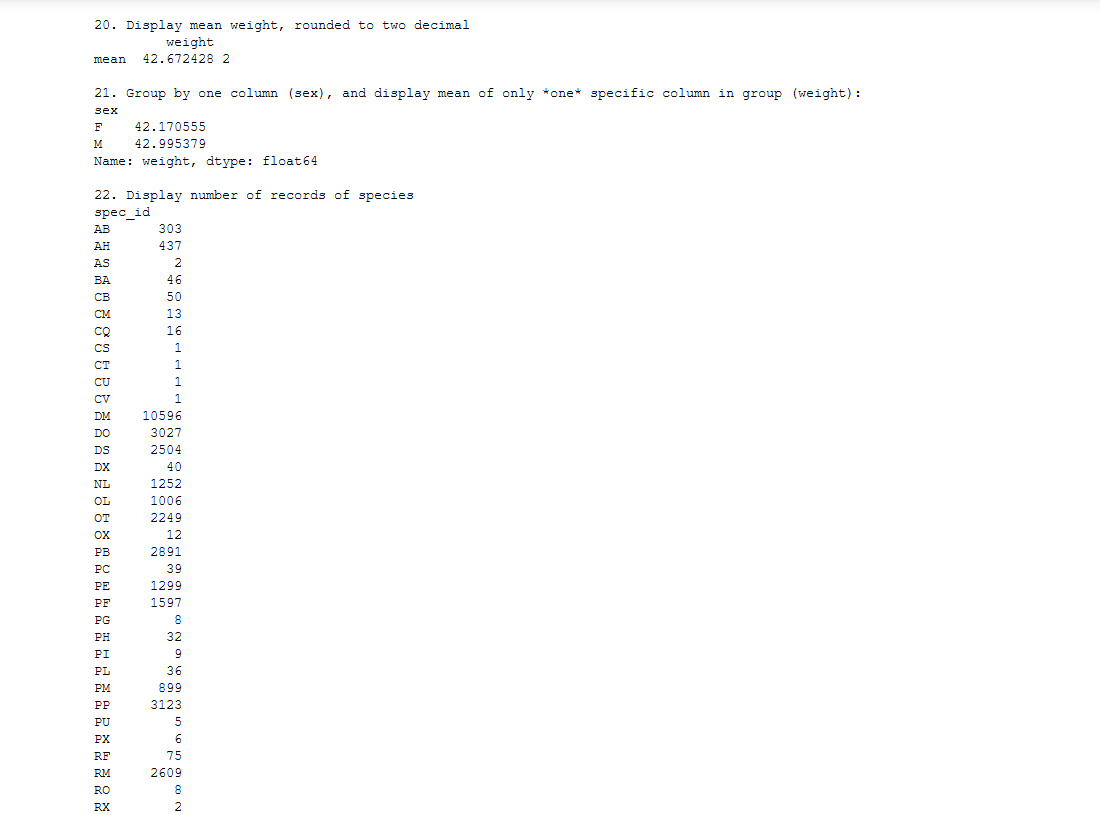 20. Display mean weight, rounded to two decimal
weight
mean 42.672428 2
21. Group by one column (sex), and display mean of only *one* specific column in group (weight):
sex
F 42.170555
M 42.995379
Name: weight, dtype: float64
22. Display number of records of species
spec_id
AB 303
AH 437
AS 2
BA 46
CB 50
CM 13
CQ 16
CS 1
CT 1
CU 1
CV 1
DM 10596
DO 3027
DS 2504
DX 40
NL 1252
OL 1006
OT 2249
OX 12
PB 2891
PC 39
PE 1299
PF 1597
PG 8
PH 32
PI 9
PL 36
PM 899
PP 3123
PU 5
PX 6
RF 75
RM 2609
RO 8
RX 2